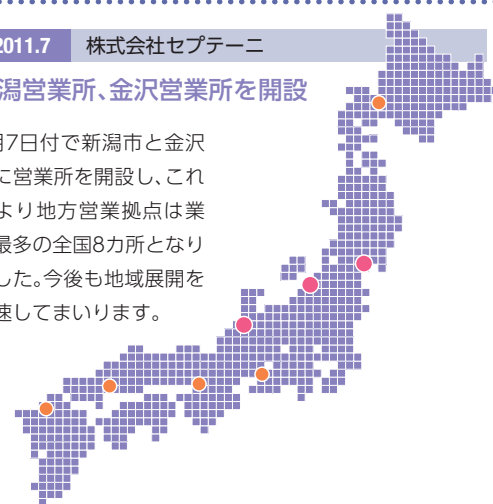 2011.7 株式会社セプテーニ
潟営業所、金沢営業所を開設
月7日付で新潟市と金沢
に営業所を開設し、これ
より地方営業拠点は業
最多の全国8カ所となり
した。今後も地域展開を
速してまいります。